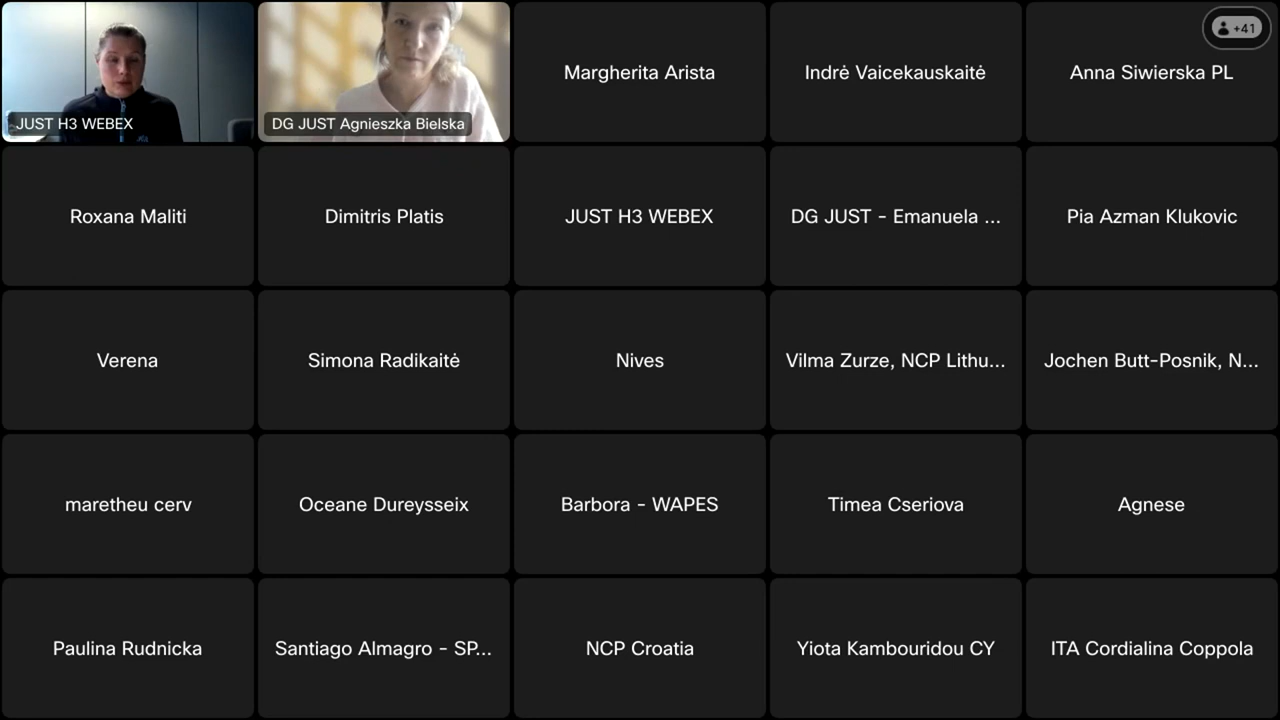 JUST H3 WEBEX
DG JUST Agnieszka Bielska
Margherita Arista
Indrė Vaicekauskaitė
Anna Siwierska PL
+41
Roxana Maliti
Dimitris Platis
JUST H3 WEBEX
DG JUST - Emanuela ...
Pia Azman Klukovic
Verena
Simona Radikaitė
Nives
Vilma Zurze, NCP Lithu...
Jochen Butt-Posnik, N...
maretheu cerv
Oceane Dureysseix
Barbora - WAPES
Timea Cseriova
Agnese
Paulina Rudnicka
Santiago Almagro - SP...
NCP Croatia
Yiota Kambouridou CY
ITA Cordialina Coppola